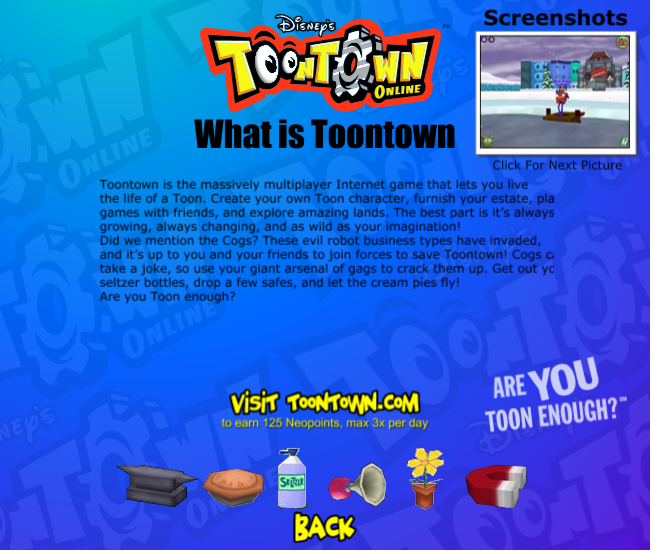 Disney's
TOONTOWN
ONLINE
TM
Screenshots
What is Toontown
Click For Next Picture
Toontown is the massively multiplayer Internet game that lets you live
the life of a Toon. Create your own Toon character, furnish your estate, pla
games with friends, and explore amazing lands. The best part is it's always
growing, always changing, and as wild as your imagination!
Did we mention the Cogs? These evil robot business types have invaded,
and it's up to you and your friends to join forces to save Toontown! Cogs ca
take a joke, so use your giant arsenal of gags to crack them up. Get out yo
seltzer bottles, drop a few safes, and let the cream pies fly!
Are you Toon enough?
ARE YOU
TOON ENOUGH?℠
VISIT TOONTOWN.COM
to earn 125 Neopoints, max 3x per day
SELTZER
BACK